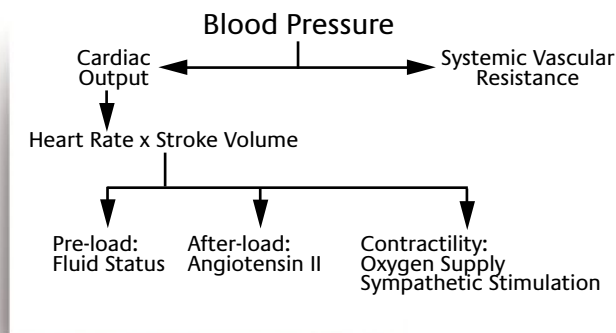 Blood Pressure
Cardiac
Output
Systemic Vascular
Resistance
Heart Rate x Stroke Volume
Pre-load:
Fluid Status
After-load:
Angiotensin II
Contractility:
Oxygen Supply
Sympathetic Stimulation